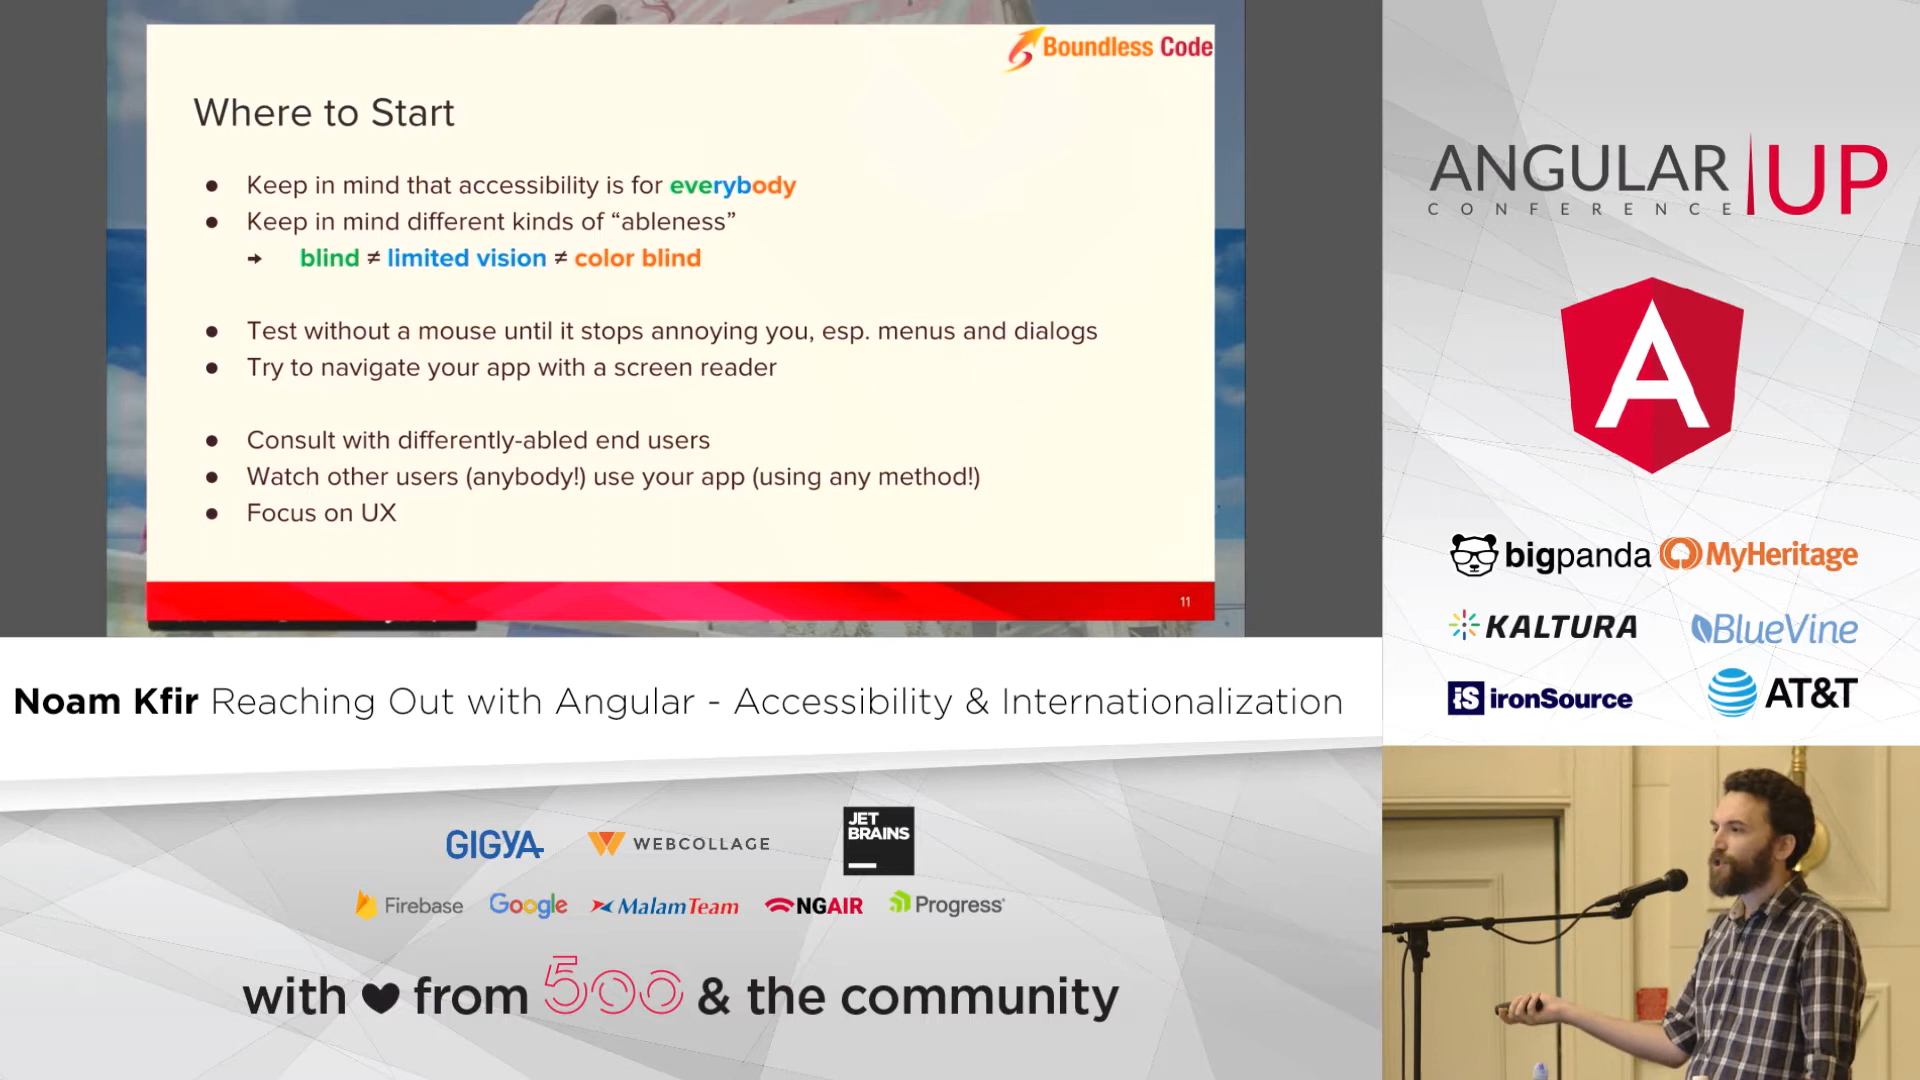 Boundless Code
Where to Start
● Keep in mind that accessibility is for everybody
● Keep in mind different kinds of “ableness”
➜ blind ≠ limited vision ≠ color blind
● Test without a mouse until it stops annoying you, esp. menus and dialogs
● Try to navigate your app with a screen reader
● Consult with differently-abled end users
● Watch other users (anybody!) use your app (using any method!)
● Focus on UX
11
Noam Kfir Reaching Out with Angular - Accessibility & Internationalization
GIGYA WEBCOLLAGE JET
BRAINS
Firebase Google MalamTeam NGAIR Progress
with ♥ from 500 & the community
ANGULAR UP
CONFERENCE
A
bigpanda MyHeritage
KALTURA BlueVine
iS ironSource AT&T